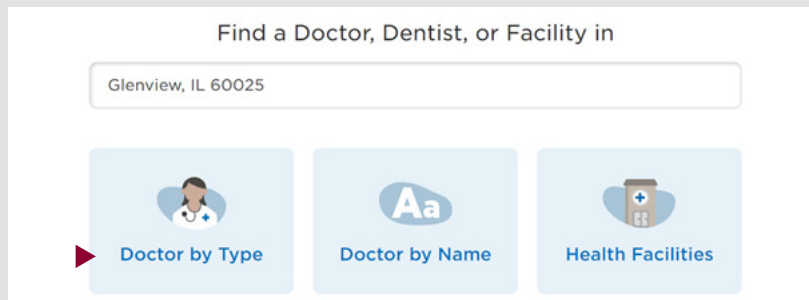 Find a Doctor, Dentist, or Facility in
Glenview, IL 60025
Aa
Doctor by Type
Doctor by Name
Health Facilities